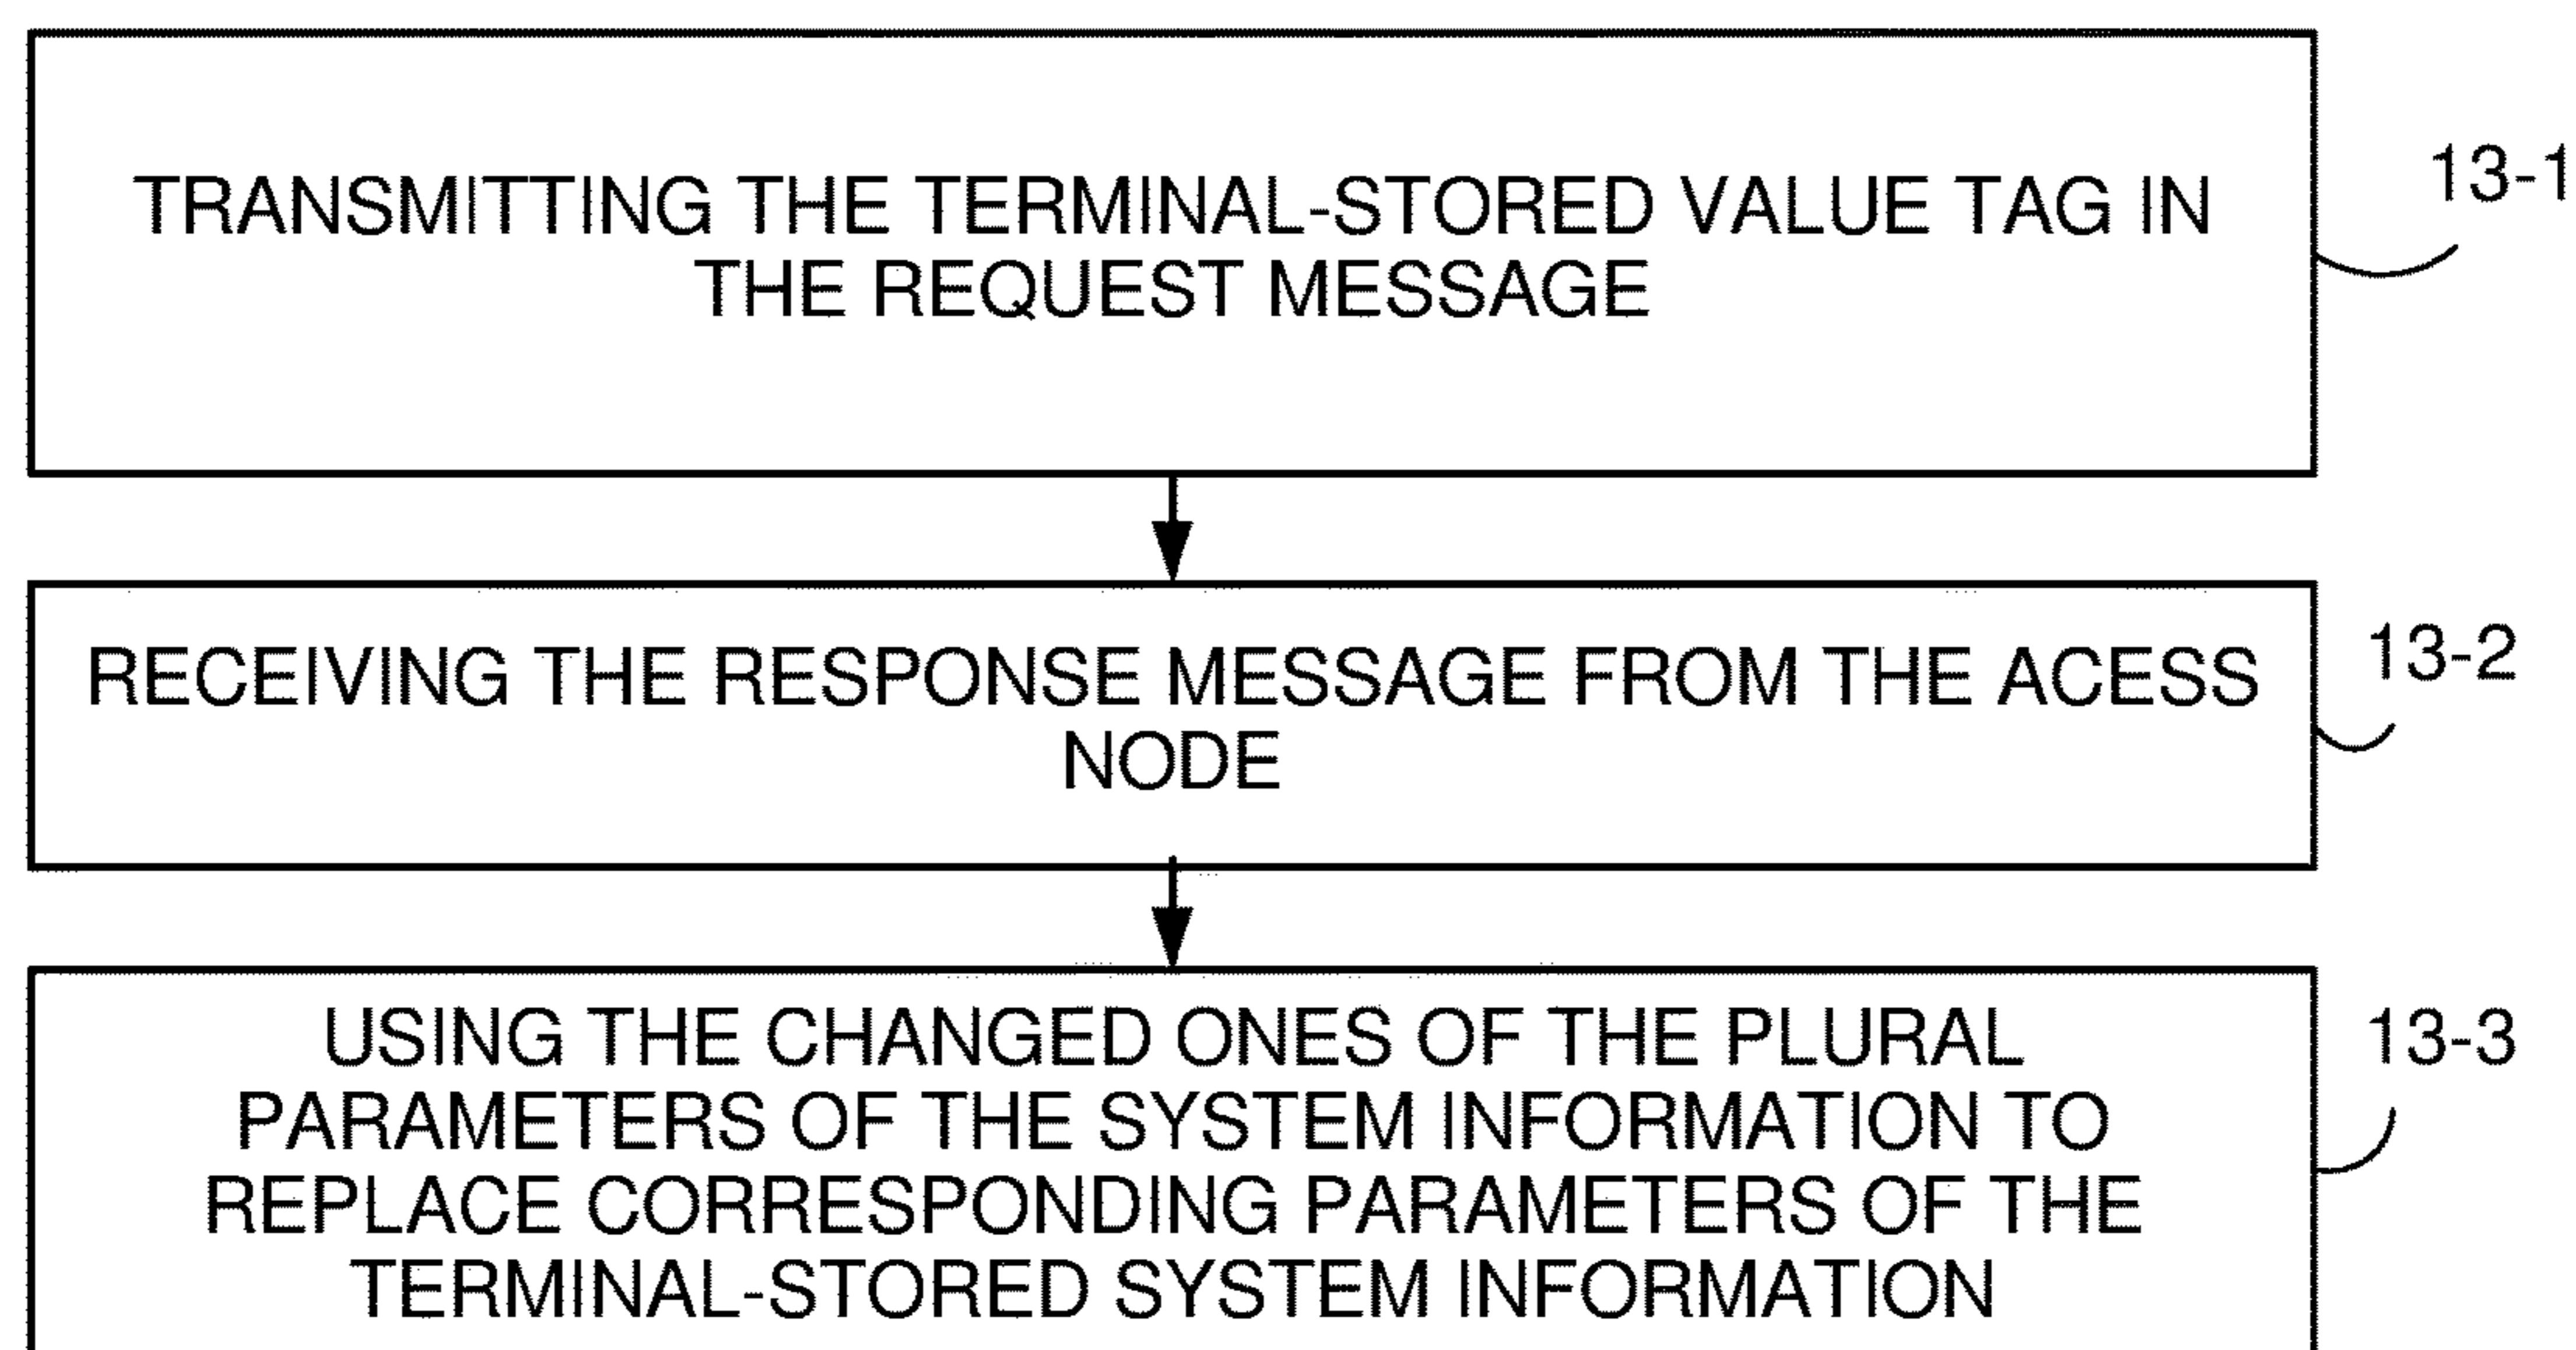 TRANSMITTING THE TERMINAL-STORED VALUE TAG IN
THE REQUEST MESSAGE
13-1
RECEIVING THE RESPONSE MESSAGE FROM THE ACESS
NODE
13-2
USING THE CHANGED ONES OF THE PLURAL
PARAMETERS OF THE SYSTEM INFORMATION TO
REPLACE CORRESPONDING PARAMETERS OF THE
TERMINAL-STORED SYSTEM INFORMATION
13-3